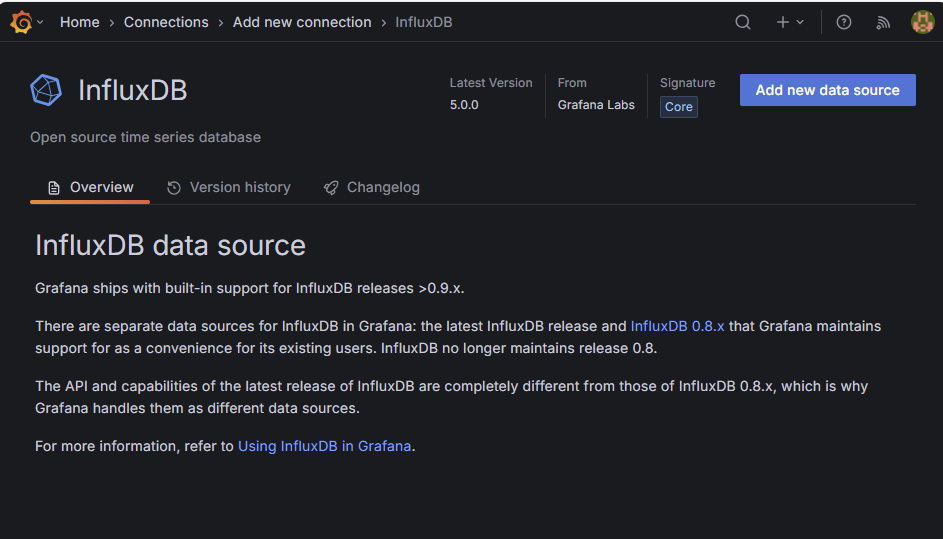 Home › Connections › Add new connection › InfluxDB
InfluxDB
Latest Version
5.0.0
From
Grafana Labs
Signature
Core
Add new data source
Open source time series database
Overview
Version history
Changelog
InfluxDB data source
Grafana ships with built-in support for InfluxDB releases >0.9.x.
There are separate data sources for InfluxDB in Grafana: the latest InfluxDB release and InfluxDB 0.8.x that Grafana maintains
support for as a convenience for its existing users. InfluxDB no longer maintains release 0.8.
The API and capabilities of the latest release of InfluxDB are completely different from those of InfluxDB 0.8.x, which is why
Grafana handles them as different data sources.
For more information, refer to Using InfluxDB in Grafana.